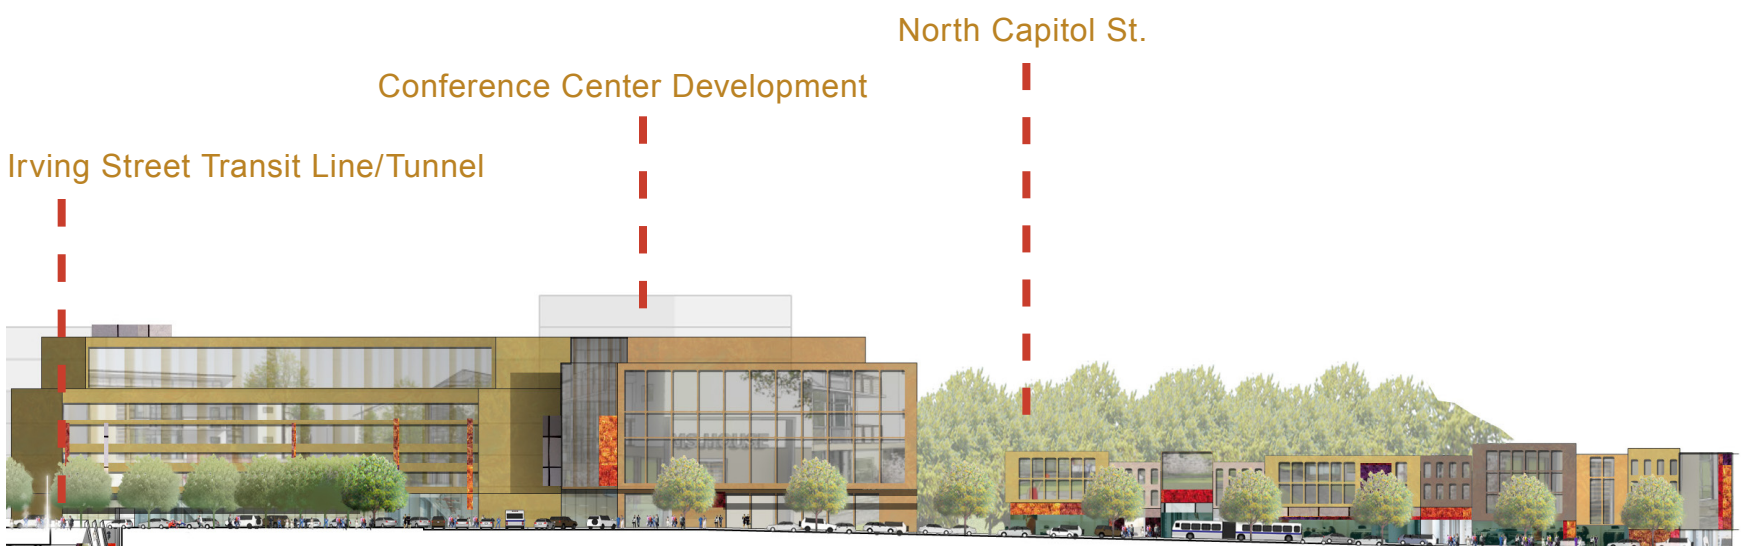 North Capitol St.
Conference Center Development
Irving Street Transit Line/Tunnel